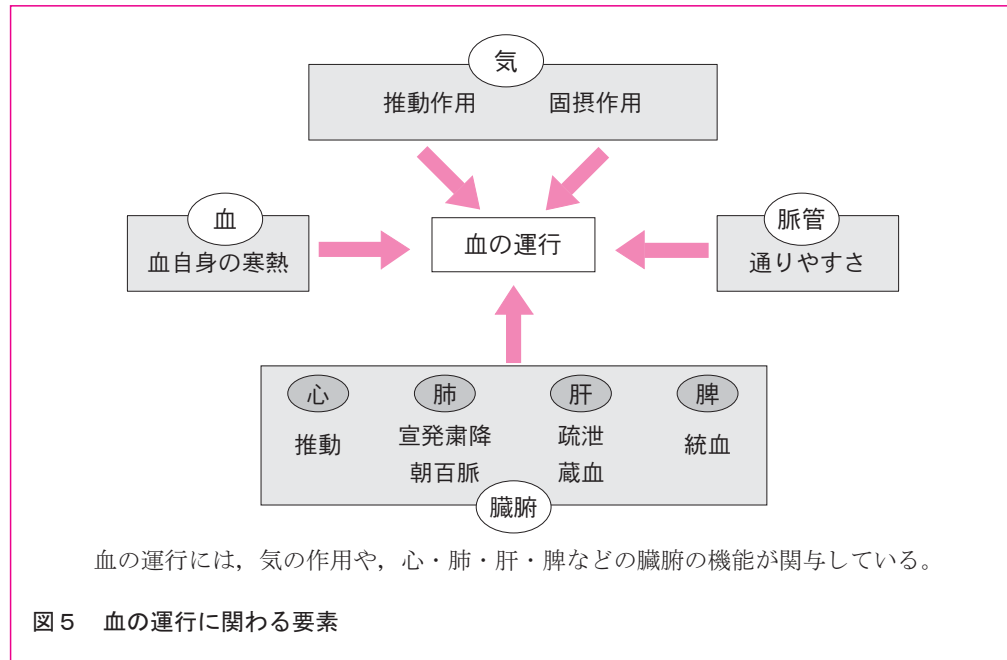 気
推動作用 固摂作用
血
血自身の寒熱
血の運行
脈管
通りやすさ
心 肺 肝 脾
推動 宣発粛降 疏泄 統血
朝百脈 蔵血
臓腑
血の運行には，気の作用や，心・肺・肝・脾などの臓腑の機能が関与している。
図５ 血の運行に関わる要素